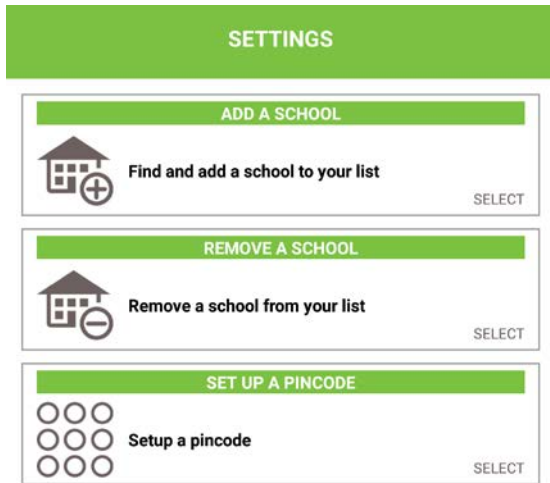 SETTINGS
ADD A SCHOOL
Find and add a school to your list
SELECT
REMOVE A SCHOOL
Remove a school from your list
SELECT
SET UP A PINCODE
Setup a pincode
SELECT